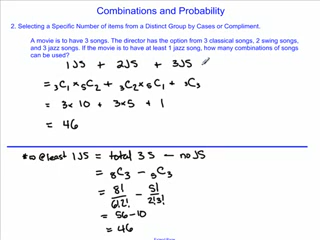 Combinations and Probability
2. Selecting a Specific Number of items from a Distinct Group by Cases or Compliment.
A movie is to have 3 songs. The director has the option from 3 classical songs, 2 swing songs, and 3 jazz songs. If the movie is to have at least 1 jazz song, how many combinations of songs can be used?
1JS + 2JS + 3JS
= ₃C₁ × ₅C₂ + ₃C₂ × ₅C₁ + ₃C₃
= 3 × 10 + 3×5 + 1
= 46
@least 1JS = total 3S − no JS
= ₈C₃ − ₅C₃
= 8!/6!2! − 5!/2!3!
= 56 − 10
= 46